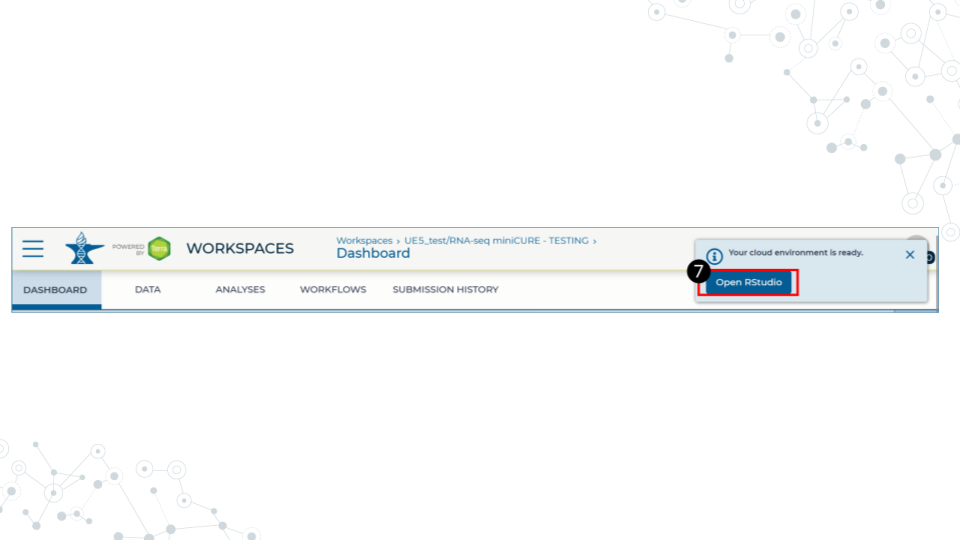 POWERED
BY
Terra
WORKSPACES
Workspaces › UE5_test/RNA-seq miniCURE - TESTING ›
Dashboard
Your cloud environment is ready.
7
Open RStudio
DASHBOARD
DATA
ANALYSES
WORKFLOWS
SUBMISSION HISTORY